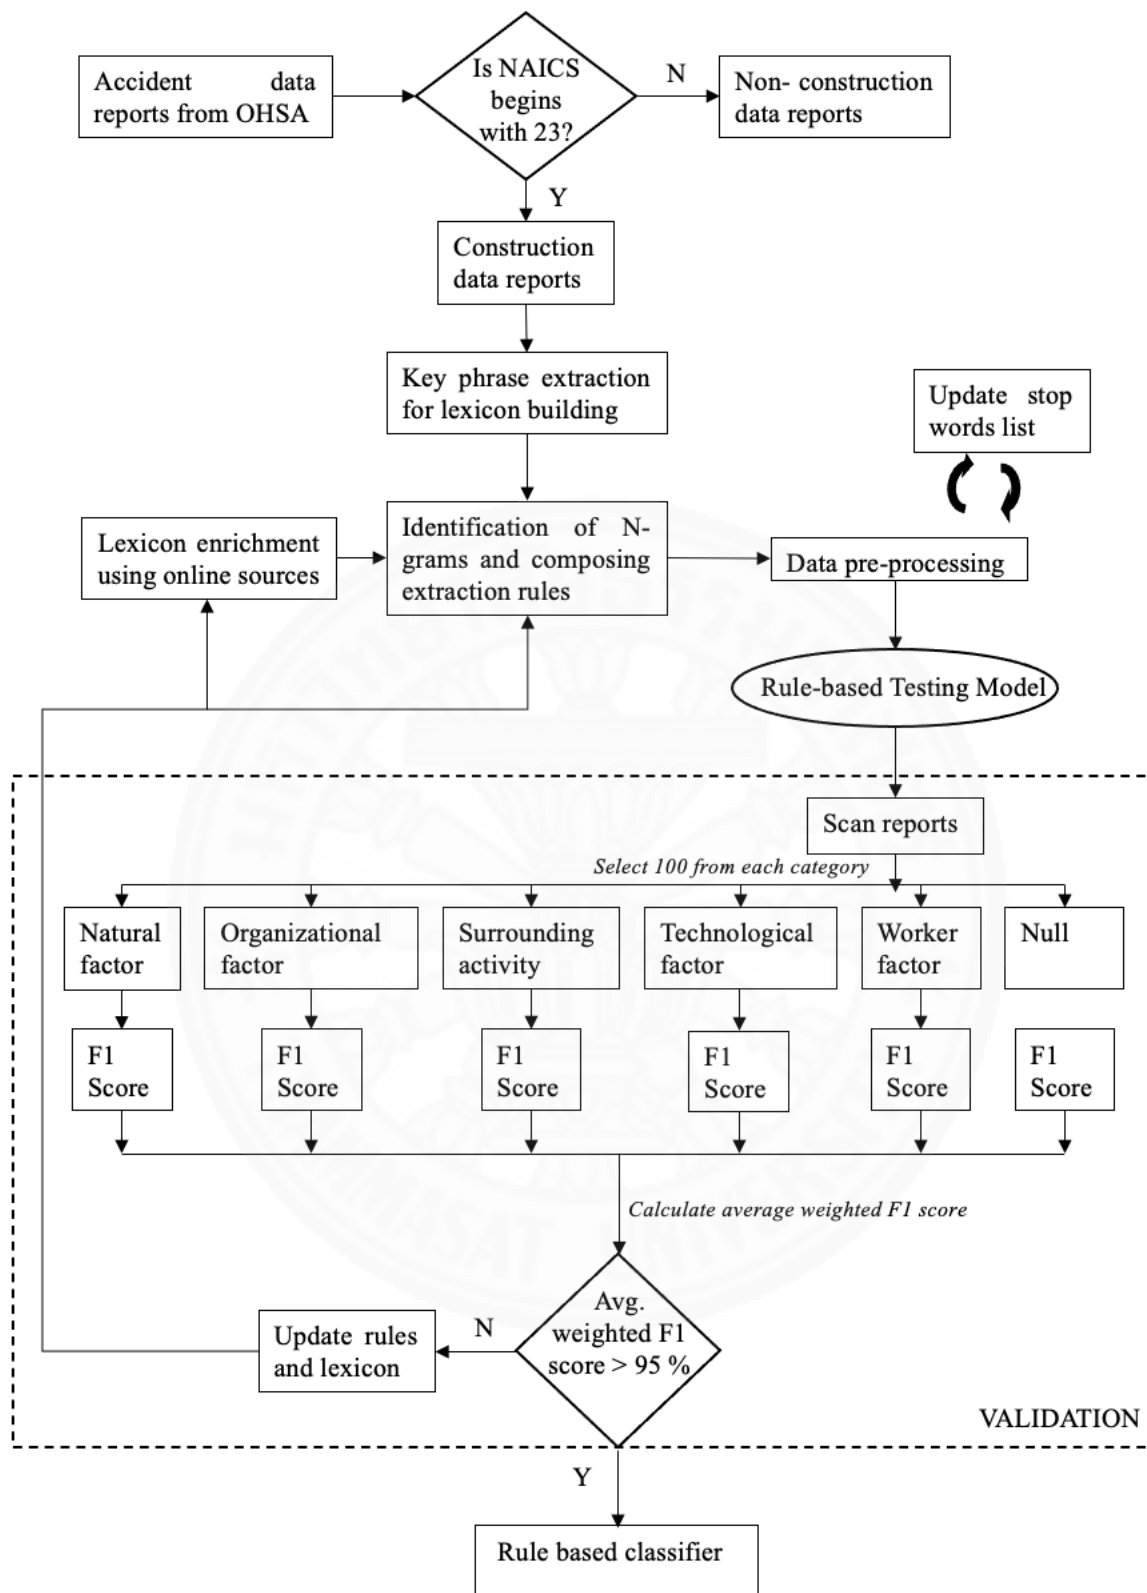 Accident data
reports from OHSA
Is NAICS
begins
with 23?
N
Non- construction
data reports
Y
Construction
data reports
Key phrase extraction
for lexicon building
Update stop
words list
Lexicon enrichment
using online sources
Identification of N-
grams and composing
extraction rules
Data pre-processing
Rule-based Testing Model
Scan reports
Select 100 from each category
Natural
factor
Organizational
factor
Surrounding
activity
Technological
factor
Worker
factor
Null
F1
Score
F1
Score
F1
Score
F1
Score
F1
Score
F1
Score
Calculate average weighted F1 score
Avg.
weighted F1
score > 95 %
N
Update rules
and lexicon
VALIDATION
Y
Rule based classifier
THAMMASAT UNIVERSITY